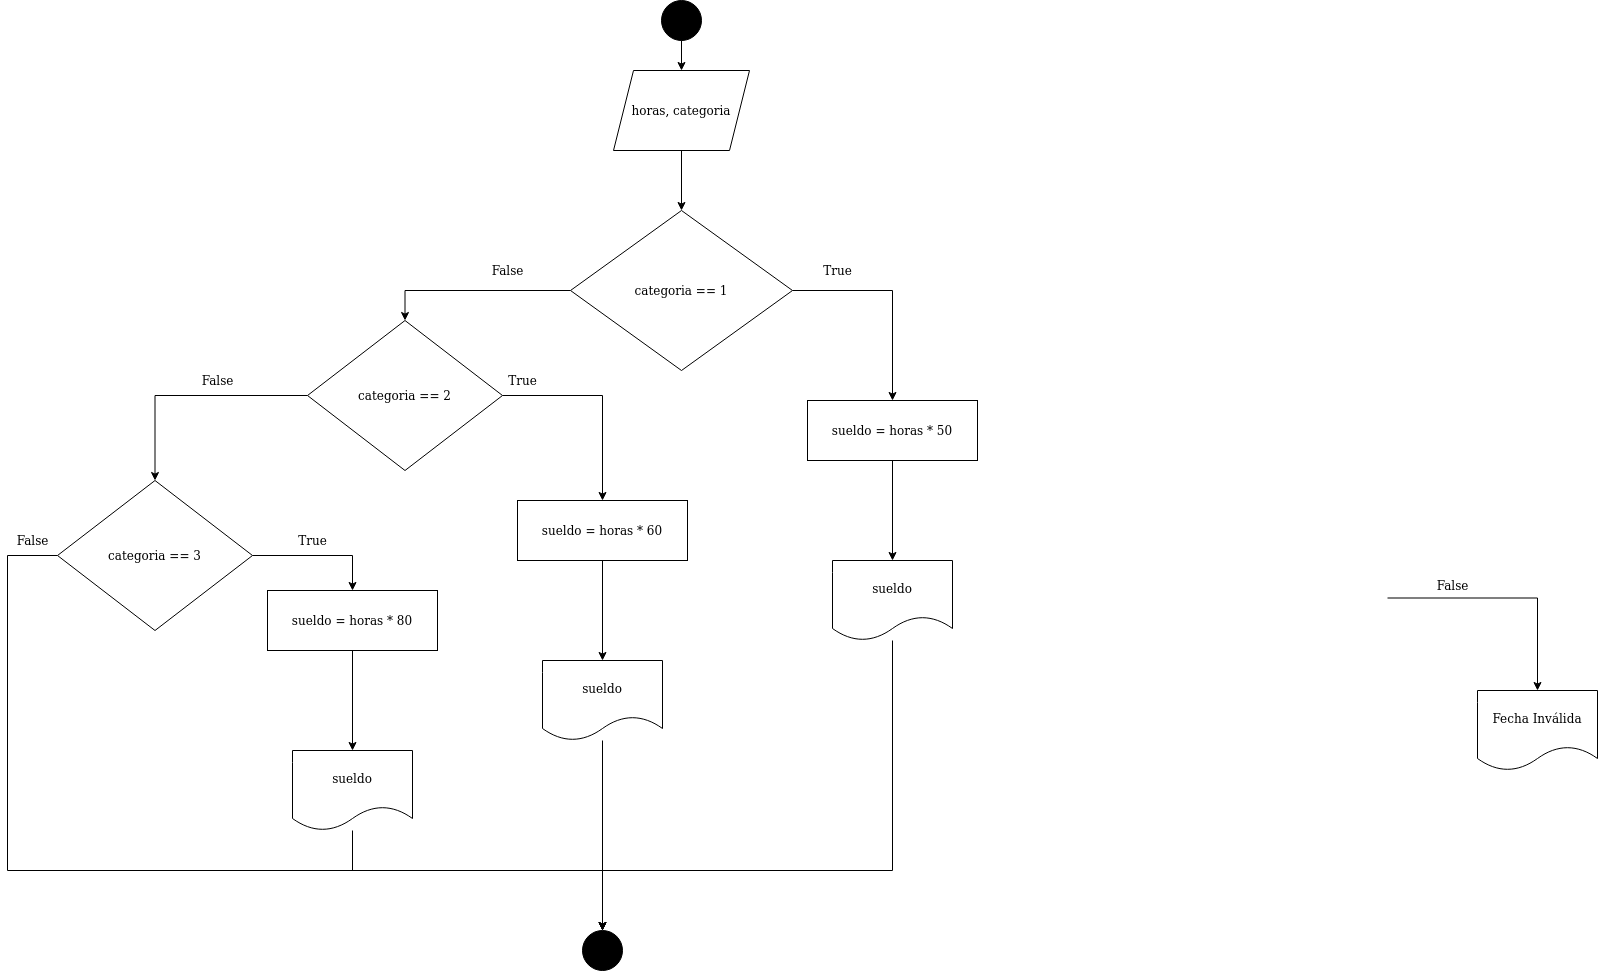 horas, categoria
False
True
categoria == 1
False
True
categoria == 2
sueldo = horas * 50
sueldo = horas * 60
False
True
categoria == 3
sueldo
False
sueldo = horas * 80
sueldo
Fecha Inválida
sueldo